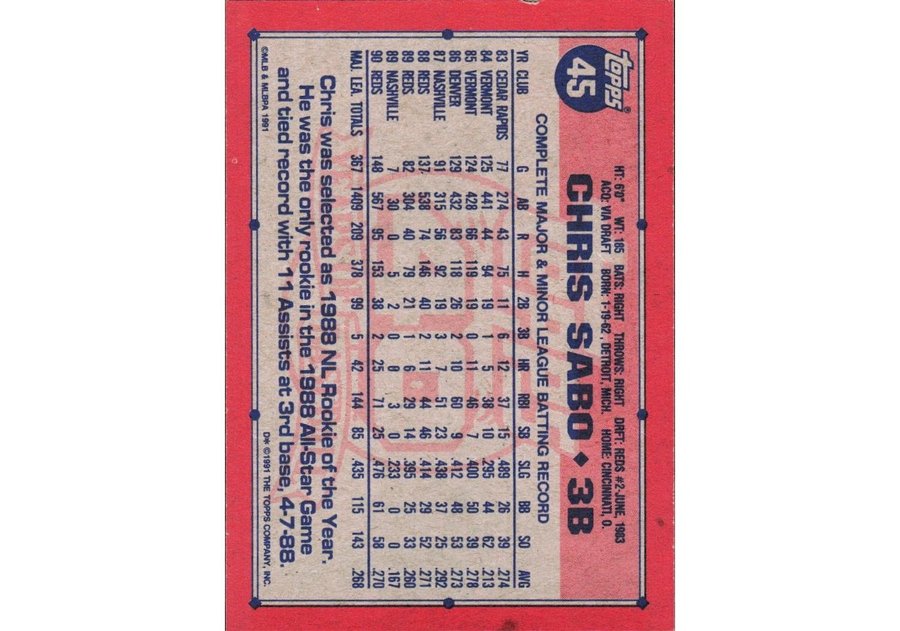 topps®
45
HT: 6'0" WT: 185 BATS: RIGHT THROWS: RIGHT DRFT: REDS #2-JUNE, 1983
ACQ: VIA DRAFT BORN: 1-19-62, DETROIT, MICH. HOME: CINCINNATI, O.
CHRIS SABO ◆ 3B
COMPLETE MAJOR & MINOR LEAGUE BATTING RECORD
YR CLUB G AB R H 2B 3B HR RBI SB SLG BB SO AVG
83 CEDAR RAPIDS 77 274 43 75 11 6 12 37 15 .489 26 39 .274
84 VERMONT 125 441 44 94 19 1 5 38 10 .295 44 62 .213
85 VERMONT 124 428 66 119 19 0 11 46 7 .400 50 39 .278
86 DENVER 129 432 83 118 26 2 10 60 9 .412 48 53 .273
87 NASHVILLE 91 315 56 92 19 3 7 51 23 .438 37 25 .292
88 REDS 137 538 74 146 40 2 11 44 46 .414 29 52 .271
89 REDS 82 304 40 79 21 1 6 29 14 .395 25 33 .260
89 NASHVILLE 7 30 0 5 2 0 0 3 0 .233 0 0 .167
90 REDS 148 567 95 153 38 2 25 71 25 .476 61 58 .270
MAJ. LEA. TOTALS 367 1409 209 378 99 5 42 144 85 .435 115 143 .268
Chris was selected as 1988 NL Rookie of the Year.
He was the only rookie in the 1988 All-Star Game
and tied record with 11 Assists at 3rd base, 4-7-88.
©MLB & MLBPA 1991
D* ©1991 THE TOPPS COMPANY, INC.